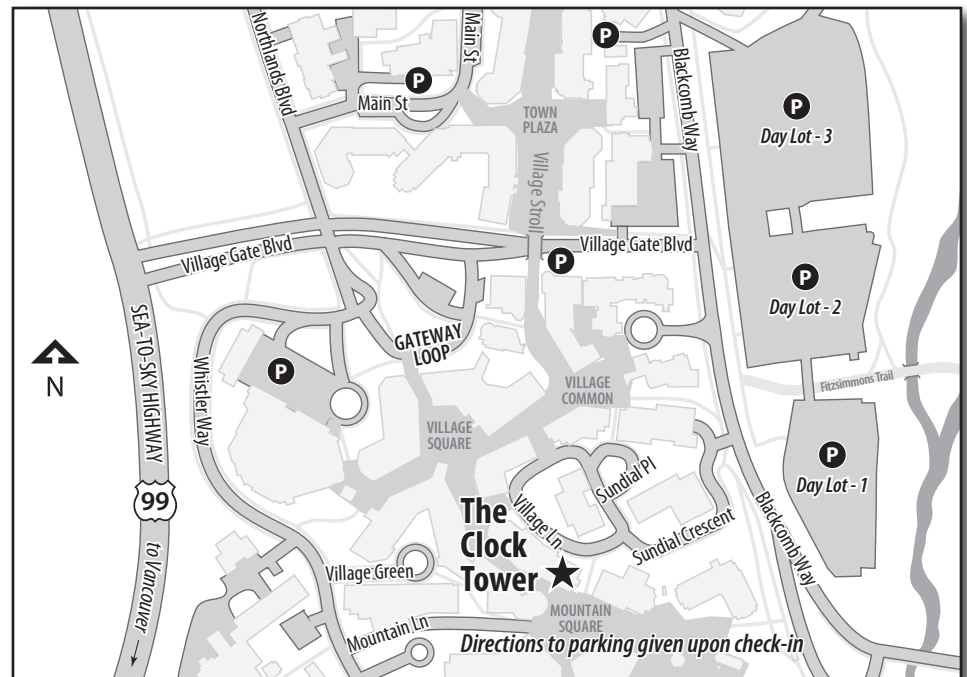 Northlands Blvd
Main St
P
Main St
P
Blackcomb Way
P
Day Lot - 3
TOWN
PLAZA
Village Stroll
Village Gate Blvd
Village Gate Blvd
P
P
Day Lot - 2
SEA-TO-SKY HIGHWAY
GATEWAY
LOOP
N
Whistler Way
P
VILLAGE
COMMON
Fitzsimmons Trail
VILLAGE
SQUARE
P
Day Lot - 1
99
to Vancouver
The
Clock
Tower
Village Ln.
Sundial Pl
Sundial Crescent
Blackcomb Way
Village Green
Mountain Ln
MOUNTAIN
SQUARE
Directions to parking given upon check-in